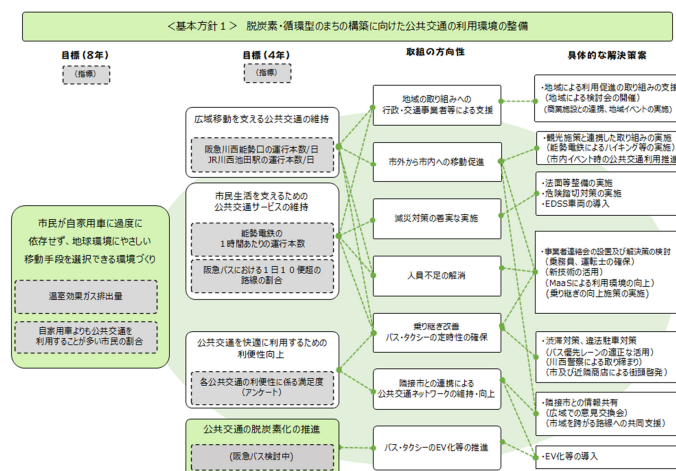 ＜基本方針１＞　脱炭素・循環型のまちの構築に向けた公共交通の利用環境の整備
目標（8年）
（指標）
目標（4年）
（指標）
取組の方向性
具体的な解決策案
市民が自家用車に過度に
依存せず、地球環境にやさしい
移動手段を選択できる環境づくり
温室効果ガス排出量
自家用車よりも公共交通を
利用することが多い市民の割合
広域移動を支える公共交通の維持
阪急川西能勢口の運行本数/日
JR川西池田駅の運行本数/日
市民生活を支えるための
公共交通サービスの維持
能勢電鉄の
１時間あたりの運行本数
阪急バスにおける１日１０便超の
路線の割合
公共交通を快適に利用するための
利便性向上
各公共交通の利便性に係る満足度
（アンケート）
公共交通の脱炭素化の推進
（阪急バス検討中）
地域の取り組みへの
行政・交通事業者等による支援
市外から市内への移動促進
減災対策の着実な実施
人員不足の解消
乗り継ぎ改善
バス・タクシーの定時性の確保
隣接市との連携による
公共交通ネットワークの維持・向上
バス・タクシーのEV化等の推進
・地域による利用促進の取り組みの支援
（地域による検討会の開催）
（商業施設との連携、地域イベントの実施）
・観光施策と連携した取り組みの実施
（能勢電鉄によるハイキング等の実施）
（市内イベント時の公共交通利用推進
・法面等整備の実施
・危険踏切対策の実施
・EDSS車両の導入
・事業者連絡会の設置及び解決策の検討
（乗務員、運転士の確保）
（新技術の活用）
（MaaSによる利用環境の向上）
（乗り継ぎの向上施策の実施）
・渋滞対策、違法駐車対策
（バス優先レーンの適正な活用）
（川西警察による取り締まり）
（市及び近隣商店による街頭啓発）
・隣接市との情報共有
（広域での意見交換会）
（市域を跨がる路線への共同支援）
・EV化等の導入